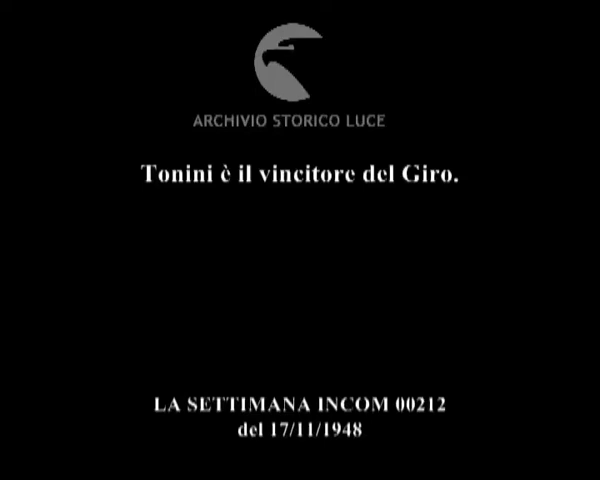 ARCHIVIO STORICO LUCE
Tonini è il vincitore del Giro.
LA SETTIMANA INCOM 00212
del 17/11/1948